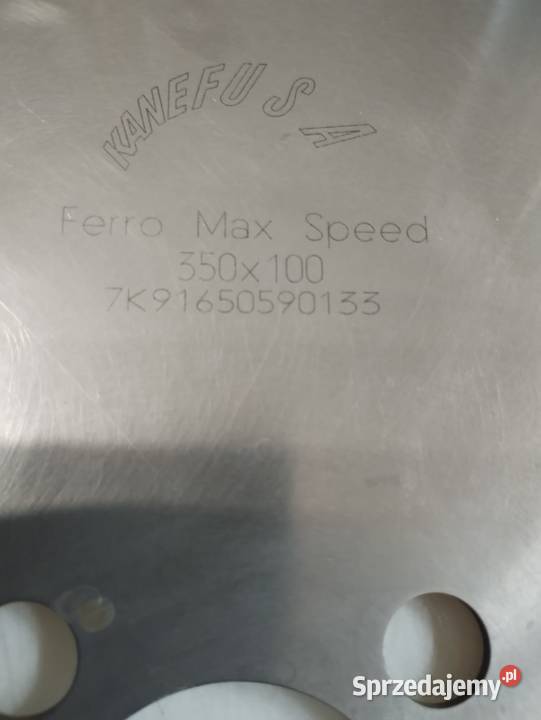 KANEFUSA
Ferro Max Speed
350x100
7K91650590133
Sprzedajemy.pl